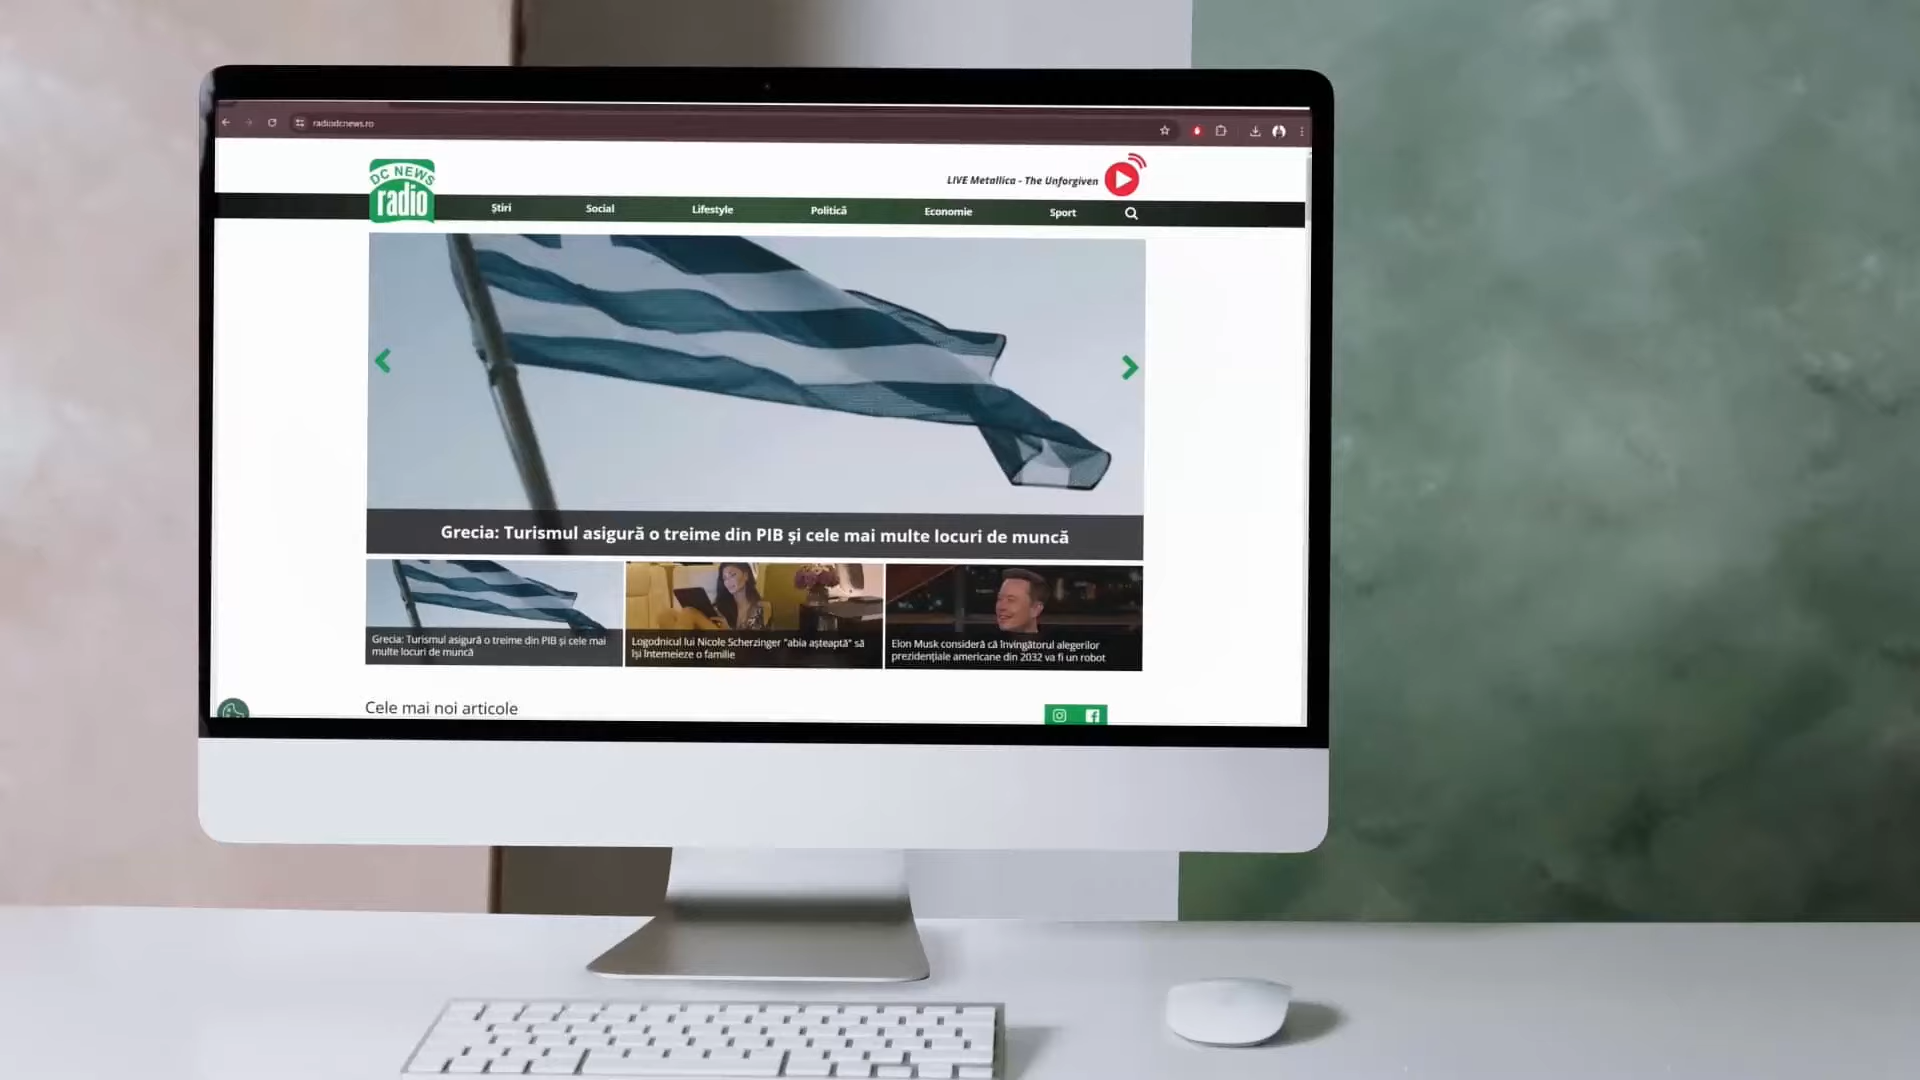 radiodcnews.ro
DC NEWS
radio
LIVE Metallica - The Unforgiven
Știri Social Lifestyle Politică Economie Sport
Grecia: Turismul asigură o treime din PIB și cele mai multe locuri de muncă
Grecia: Turismul asigură o treime din PIB și cele mai
multe locuri de muncă
Logodnicul lui Nicole Scherzinger "abia așteaptă" să
își întemeieze o familie
Elon Musk consideră că învingătorul alegerilor
prezidențiale americane din 2032 va fi un robot
Cele mai noi articole